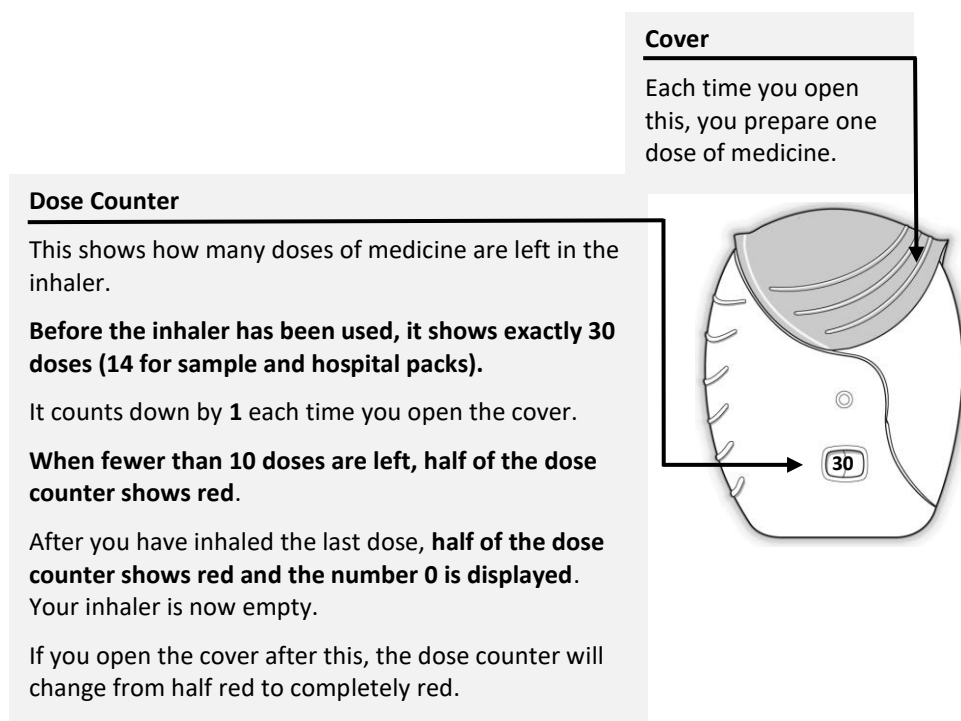 Cover
Each time you open
this, you prepare one
dose of medicine.
Dose Counter
This shows how many doses of medicine are left in the
inhaler.
Before the inhaler has been used, it shows exactly 30
doses (14 for sample and hospital packs).
It counts down by 1 each time you open the cover.
When fewer than 10 doses are left, half of the dose
counter shows red.
After you have inhaled the last dose, half of the dose
counter shows red and the number 0 is displayed.
Your inhaler is now empty.
If you open the cover after this, the dose counter will
change from half red to completely red.
30